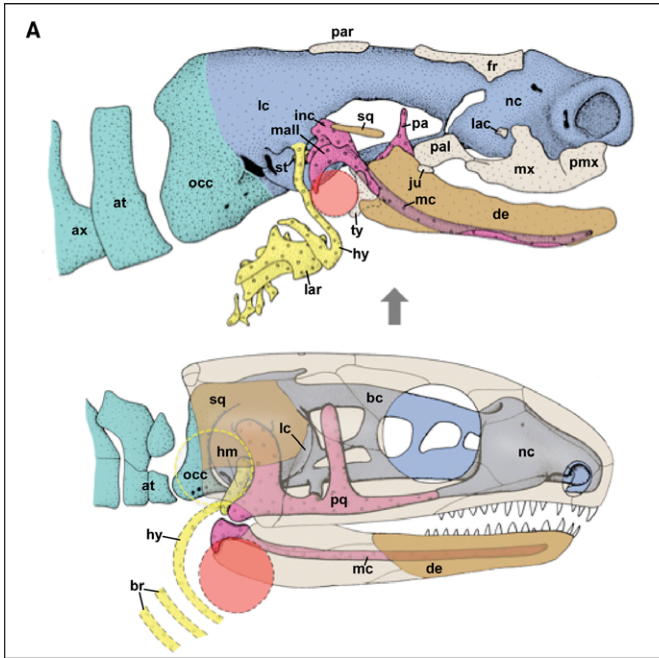 A
par
fr
lc
nc
inc
sq
mall
pa
lac
pal
st
mx
pmx
occ
ju
mc
at
de
ax
ty
hy
lar
sq
bc
lc
hm
nc
occ
at
pq
hy
mc
de
br